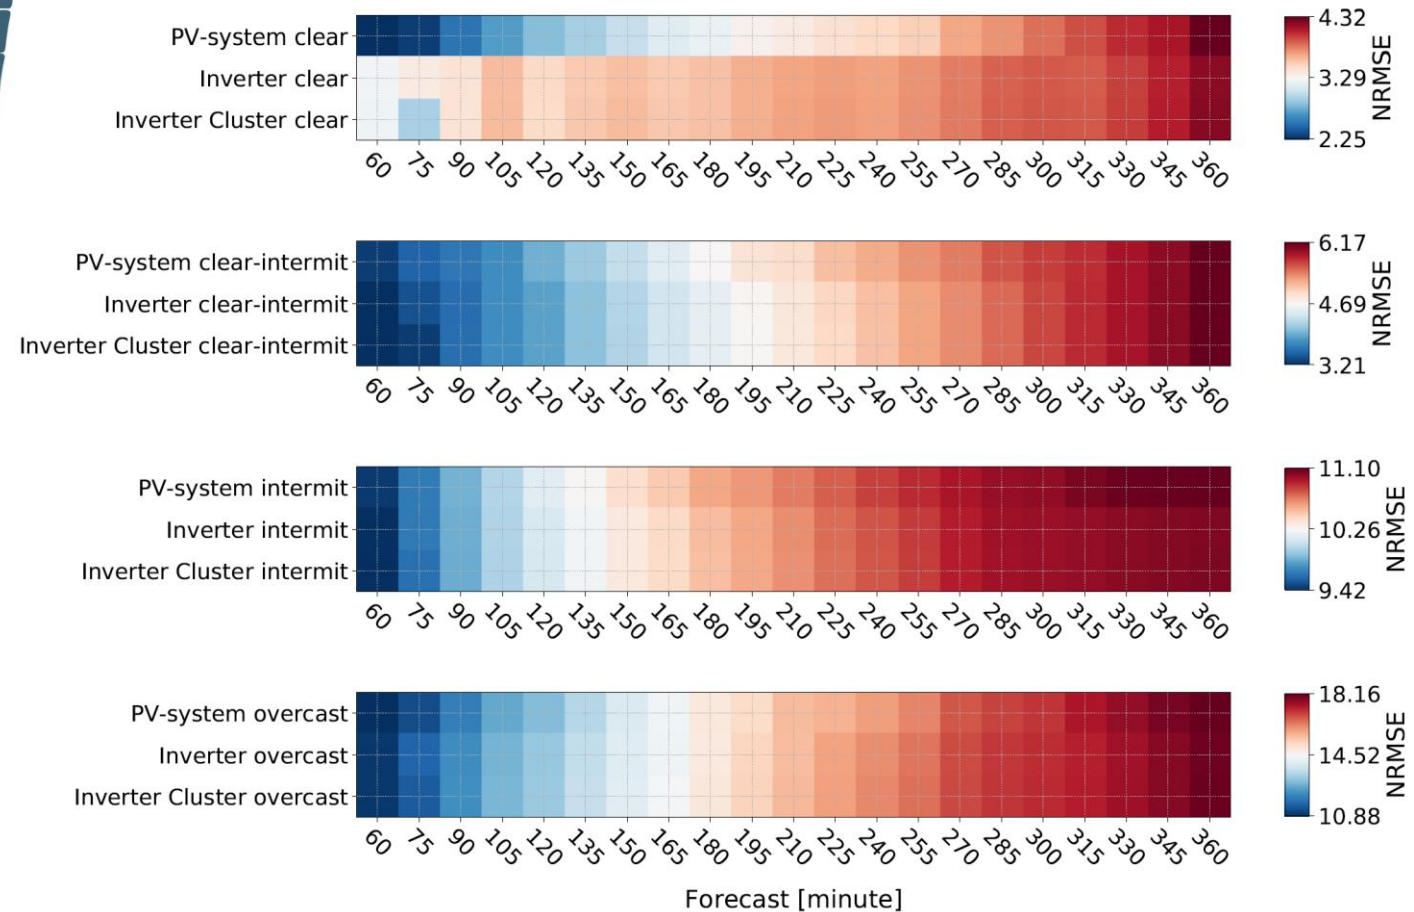 PV-system clear
Inverter clear
Inverter Cluster clear
60 75 90 105 120 135 150 165 180 195 210 225 240 255 270 285 300 315 330 345 360
4.32
3.29
2.25
NRMSE
PV-system clear-intermit
Inverter clear-intermit
Inverter Cluster clear-intermit
60 75 90 105 120 135 150 165 180 195 210 225 240 255 270 285 300 315 330 345 360
6.17
4.69
3.21
NRMSE
PV-system intermit
Inverter intermit
Inverter Cluster intermit
60 75 90 105 120 135 150 165 180 195 210 225 240 255 270 285 300 315 330 345 360
11.10
10.26
9.42
NRMSE
PV-system overcast
Inverter overcast
Inverter Cluster overcast
60 75 90 105 120 135 150 165 180 195 210 225 240 255 270 285 300 315 330 345 360
18.16
14.52
10.88
NRMSE
Forecast [minute]